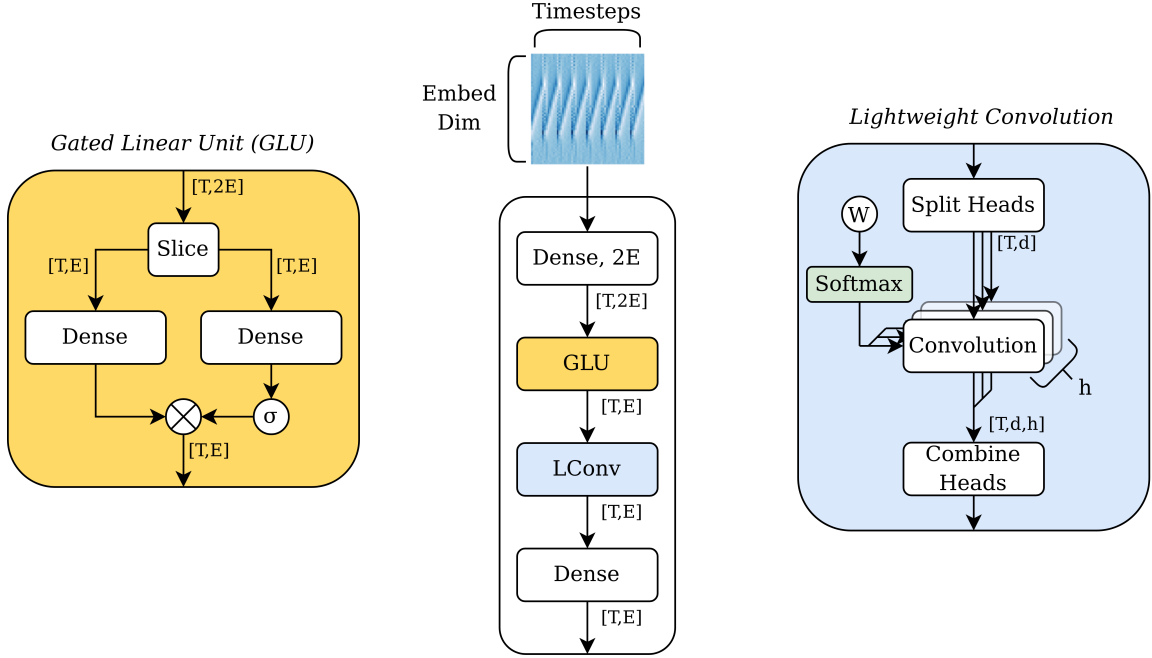 Gated Linear Unit (GLU)
[T,2E]
Slice
[T,E]
[T,E]
Dense
Dense
σ
[T,E]
Timesteps
Embed
Dim
Dense, 2E
[T,2E]
GLU
[T,E]
LConv
[T,E]
Dense
[T,E]
Lightweight Convolution
Split Heads
W
[T,d]
Softmax
Convolution
h
[T,d,h]
Combine
Heads